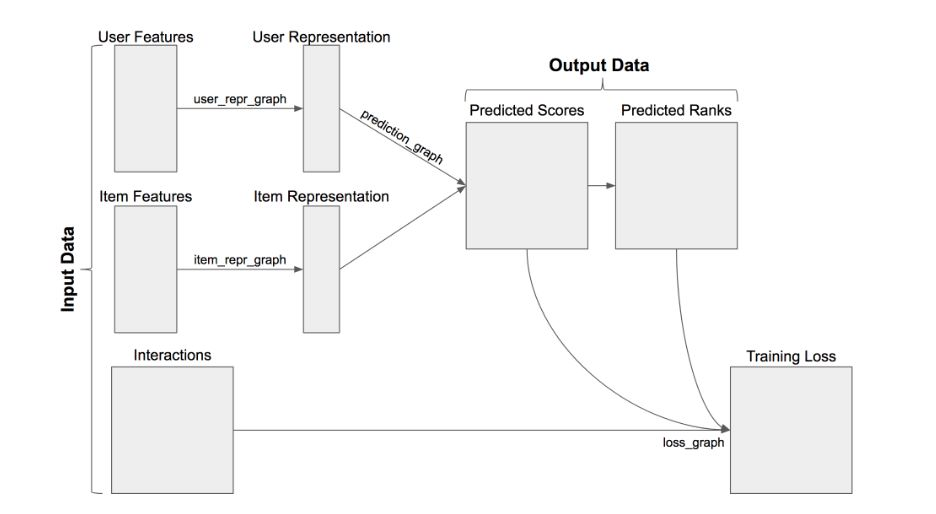 User Features
User Representation
Output Data
user_repr_graph
prediction_graph
Predicted Scores
Predicted Ranks
Item Features
Item Representation
Input Data
item_repr_graph
Interactions
Training Loss
loss_graph